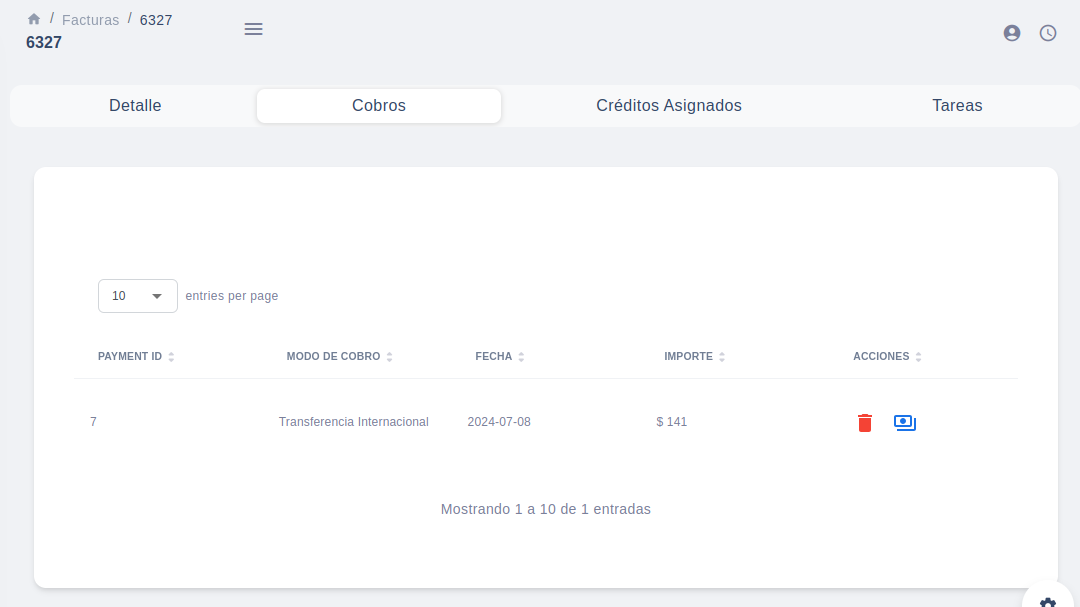 / Facturas / 6327
6327
Detalle
Cobros
Créditos Asignados
Tareas
10 entries per page
PAYMENT ID MODO DE COBRO FECHA IMPORTE ACCIONES
7 Transferencia Internacional 2024-07-08 $ 141
Mostrando 1 a 10 de 1 entradas